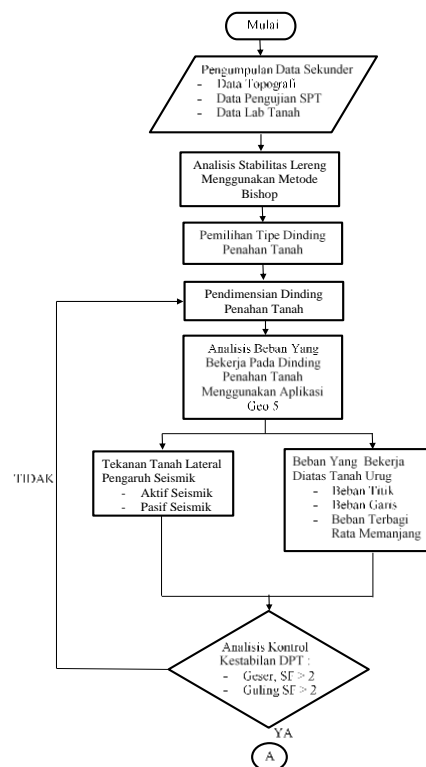 Mulai
Pengumpulan Data Sekunder
- Data Topografi
- Data Pengujian SPT
- Data Lab Tanah
Analisis Stabilitas Lereng
Menggunakan Metode
Bishop
Pemilihan Tipe Dinding
Penahan Tanah
Pendimensian Dinding
Penahan Tanah
Analisis Beban Yang
Bekerja Pada Dinding
Penahan Tanah
Menggunakan Aplikasi
Geo 5
Tekanan Tanah Lateral
Pengaruh Seismik
- Aktif Seismik
- Pasif Seismik
Beban Yang Bekerja
Diatas Tanah Urug
- Beban Titik
- Beban Garis
- Beban Terbagi
Rata Memanjang
TIDAK
Analisis Kontrol
Kestabilan DPT :
- Geser, SF > 2
- Guling SF > 2
YA
A